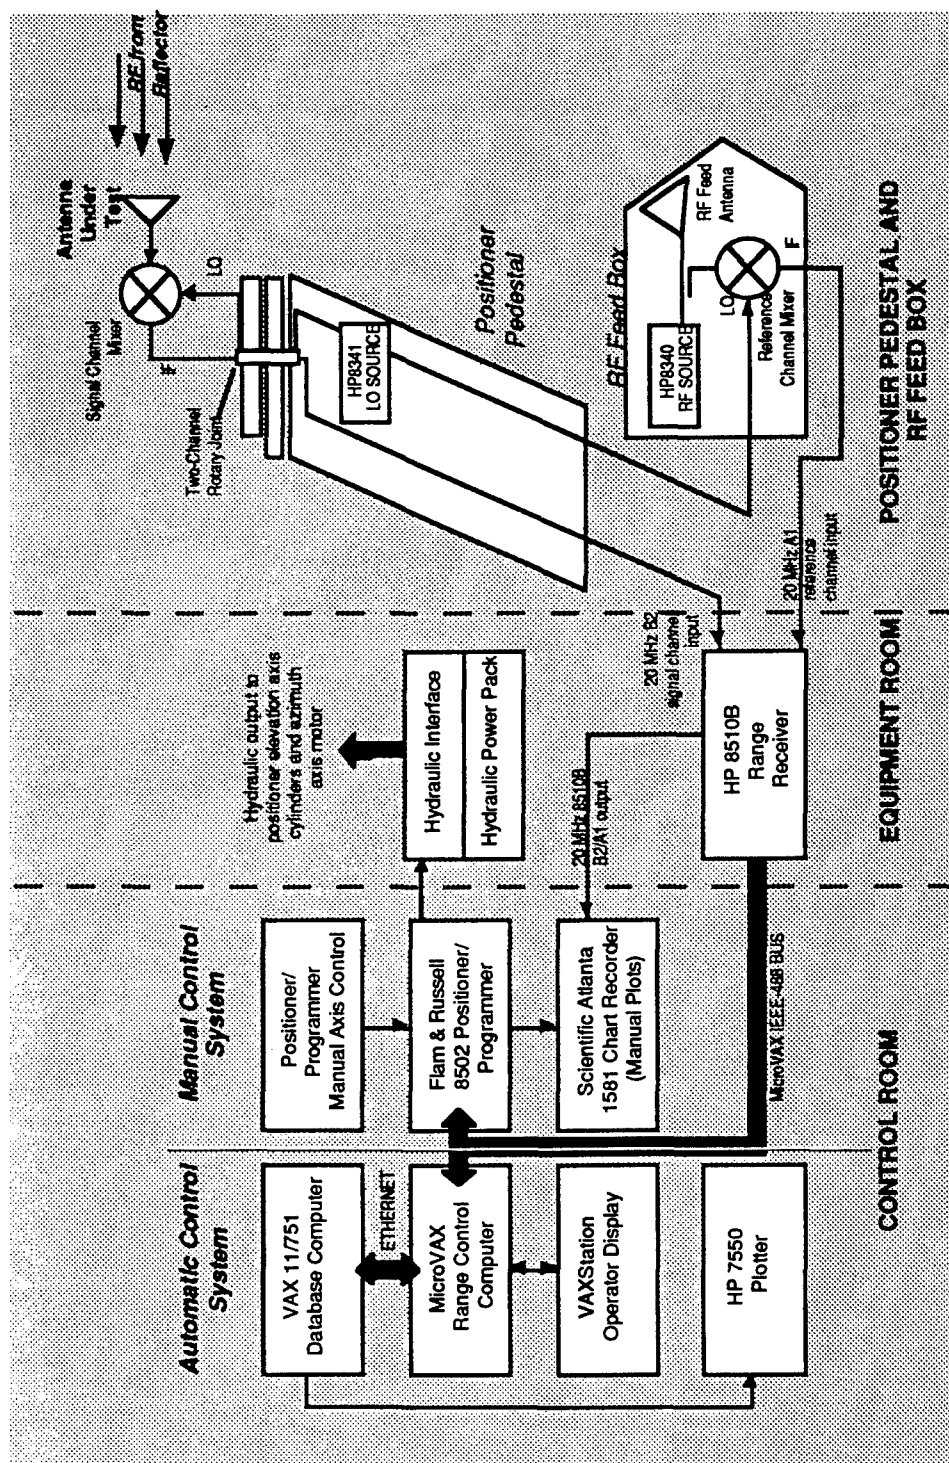 Automatic Control
System
Manual Control
System
VAX 11/751
Database Computer
ETHERNET
MicroVAX
Range Control
Computer
VAXStation
Operator Display
HP 7550
Plotter
Positioner/
Programmer
Manual Axis Control
Flam & Russell
8502 Positioner/
Programmer
Scientific Atlanta
1581 Chart Recorder
(Manual Plots)
MicroVAX IEEE-488 BUS
CONTROL ROOM
Hydraulic output to
positioner elevation axis
cylinders and azimuth
axis motor
Hydraulic Interface
Hydraulic Power Pack
20 MHz 8510B
B2/A1 output
20 MHz B2
signal channel
input
HP 8510B
Range
Receiver
EQUIPMENT ROOM
Antenna
Under
Test
RF from
Reflector
Signal Channel
Mixer
LO
IF
Two-Channel
Rotary Joint
HP8341
LO SOURCE
Positioner
Pedestal
RF Feed Box
HP8340
RF SOURCE
RF Feed
Antenna
LO
Reference
Channel Mixer
IF
20 MHz A1
reference
channel input
POSITIONER PEDESTAL AND
RF FEED BOX